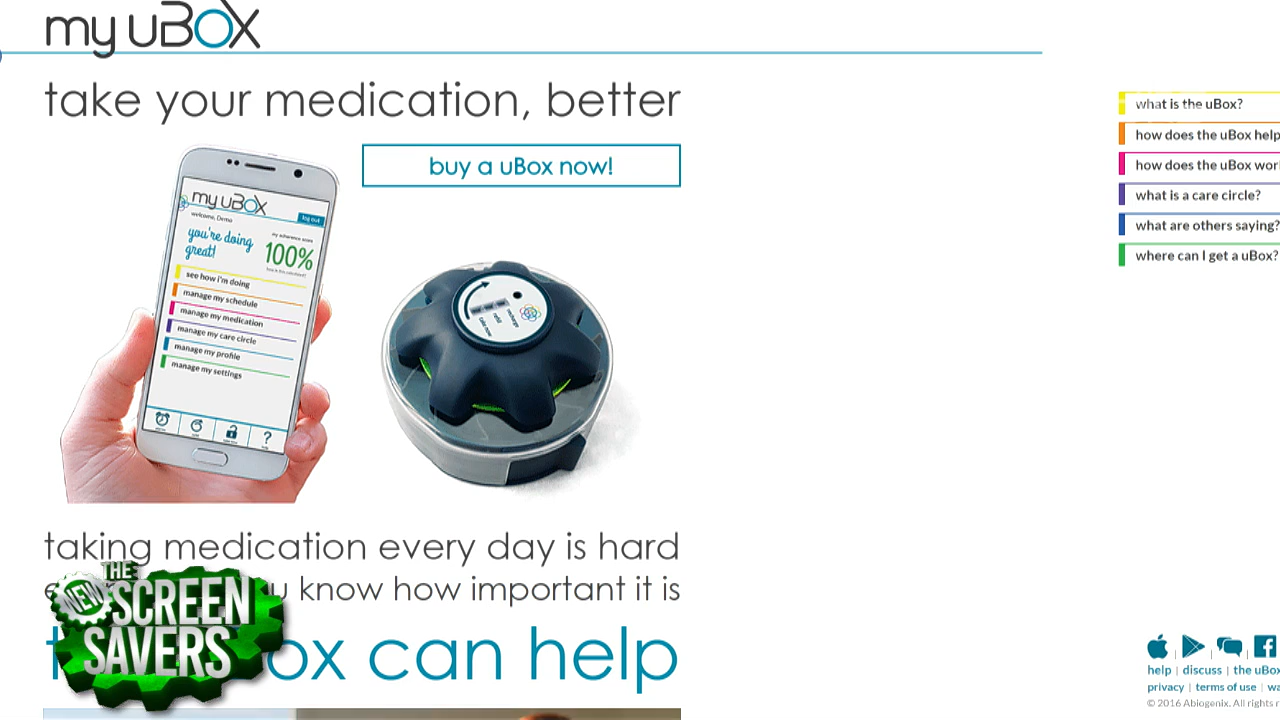 my uBox
take your medication, better
buy a uBox now!
what is the uBox?
how does the uBox help
how does the uBox wor
what is a care circle?
what are others saying?
where can I get a uBox?
my uBox
log out
welcome, Demo
you're doing
great!
my adherence score
100%
see how i'm doing
manage my schedule
manage my medication
manage my care circle
manage my profile
manage my settings
?
take now
refill
recharge
taking medication every day is hard
know how important it is
ox can help
THE
NEW
SCREEN
SAVERS
help | discuss | the uBox
privacy | terms of use | wa
© 2016 Abiogenix. All rights r